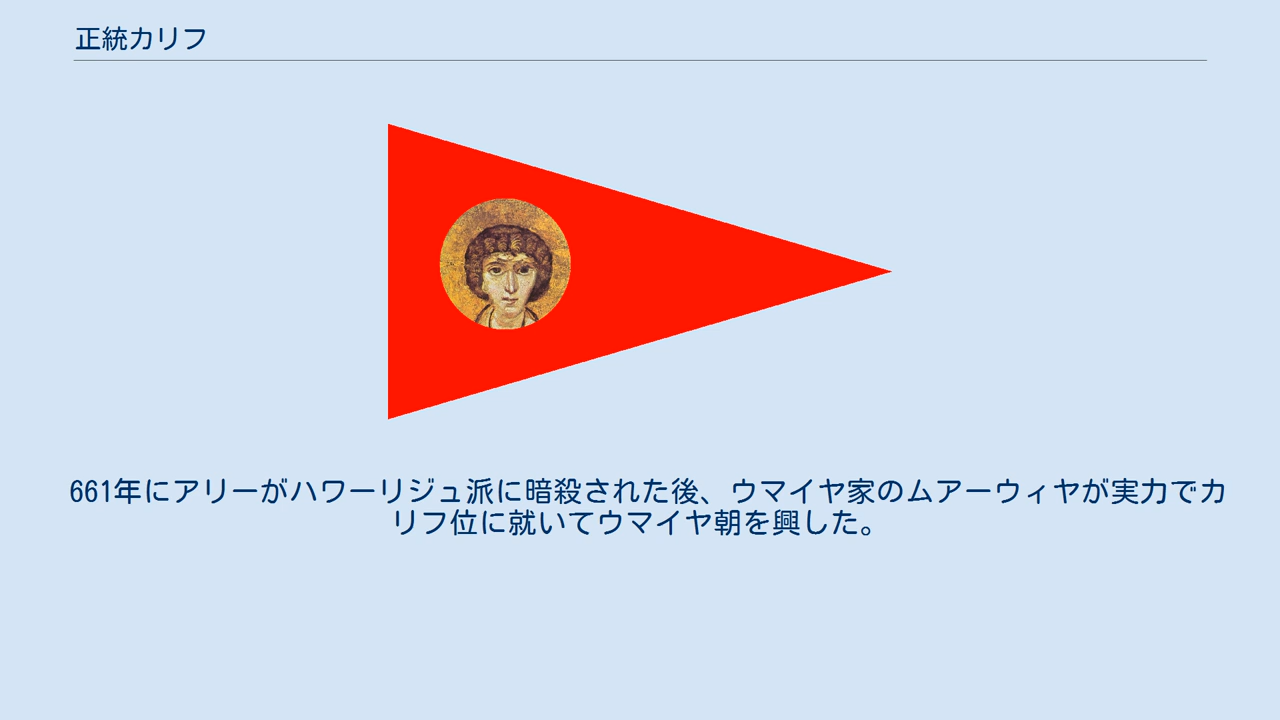 正統カリフ
661年にアリーがハワーリジュ派に暗殺された後、ウマイヤ家のムアーウィヤが実力でカ
リフ位に就いてウマイヤ朝を興した。